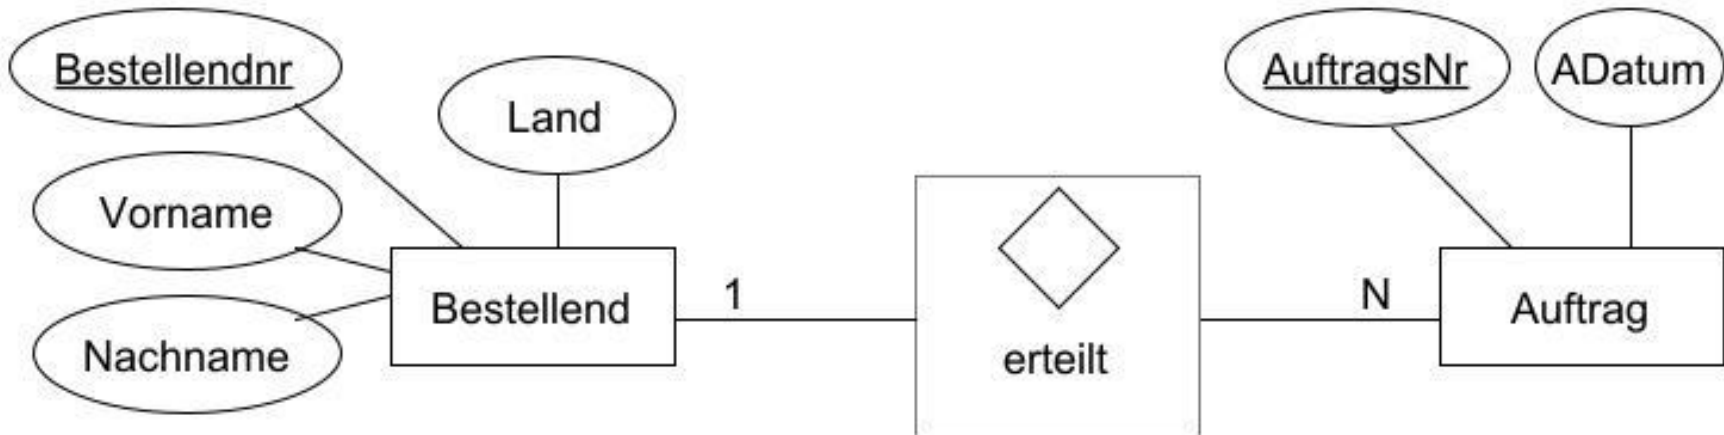 Bestellendnr
Land
Vorname
Nachname
Bestellend
1
erteilt
N
AuftragsNr
ADatum
Auftrag